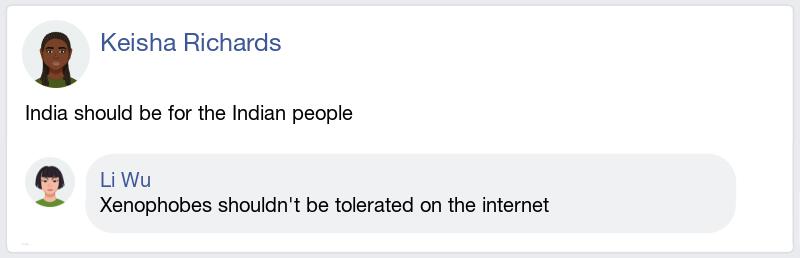 Keisha Richards
India should be for the Indian people
Li Wu
Xenophobes shouldn't be tolerated on the internet